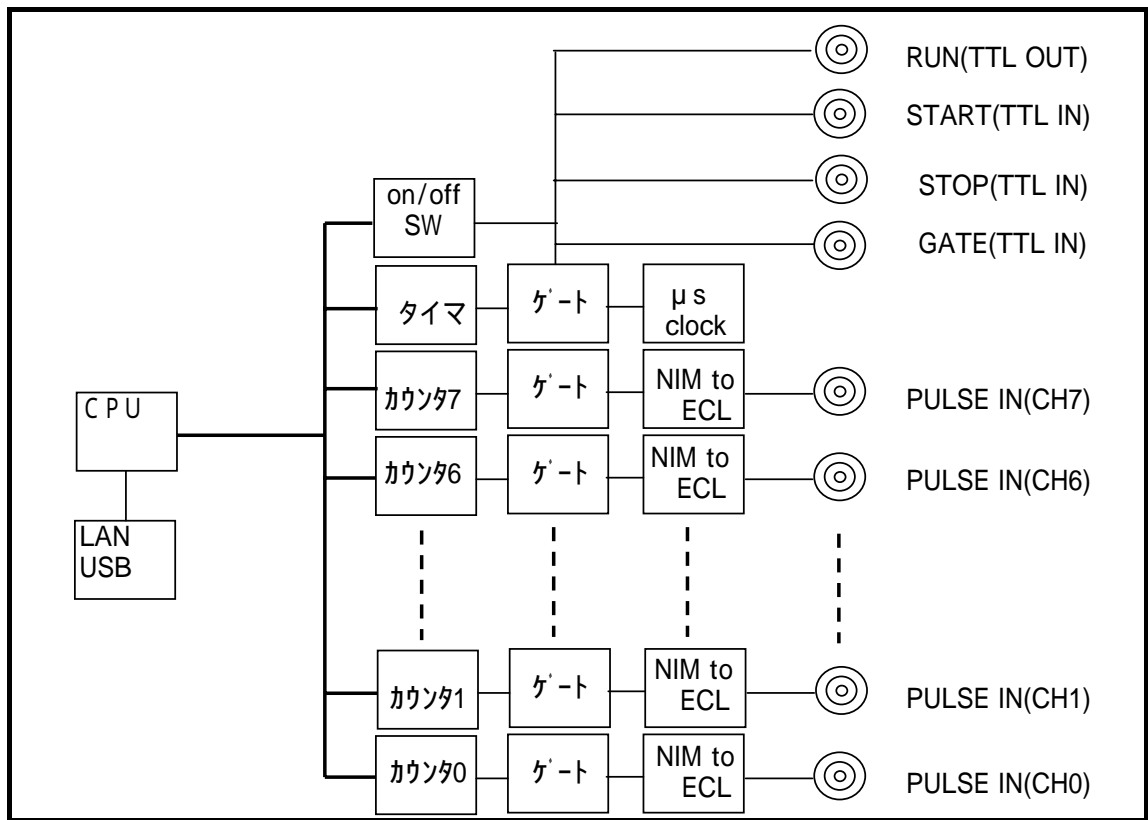 RUN(TTL OUT)
START(TTL IN)
STOP(TTL IN)
GATE(TTL IN)
on/off
SW
タイマ
ｹﾞｰﾄ
μs
clock
ｶｳﾝﾀ7
ｹﾞｰﾄ
NIM to
ECL
PULSE IN(CH7)
CPU
ｶｳﾝﾀ6
ｹﾞｰﾄ
NIM to
ECL
PULSE IN(CH6)
LAN
USB
ｶｳﾝﾀ1
ｹﾞｰﾄ
NIM to
ECL
PULSE IN(CH1)
ｶｳﾝﾀ0
ｹﾞｰﾄ
NIM to
ECL
PULSE IN(CH0)